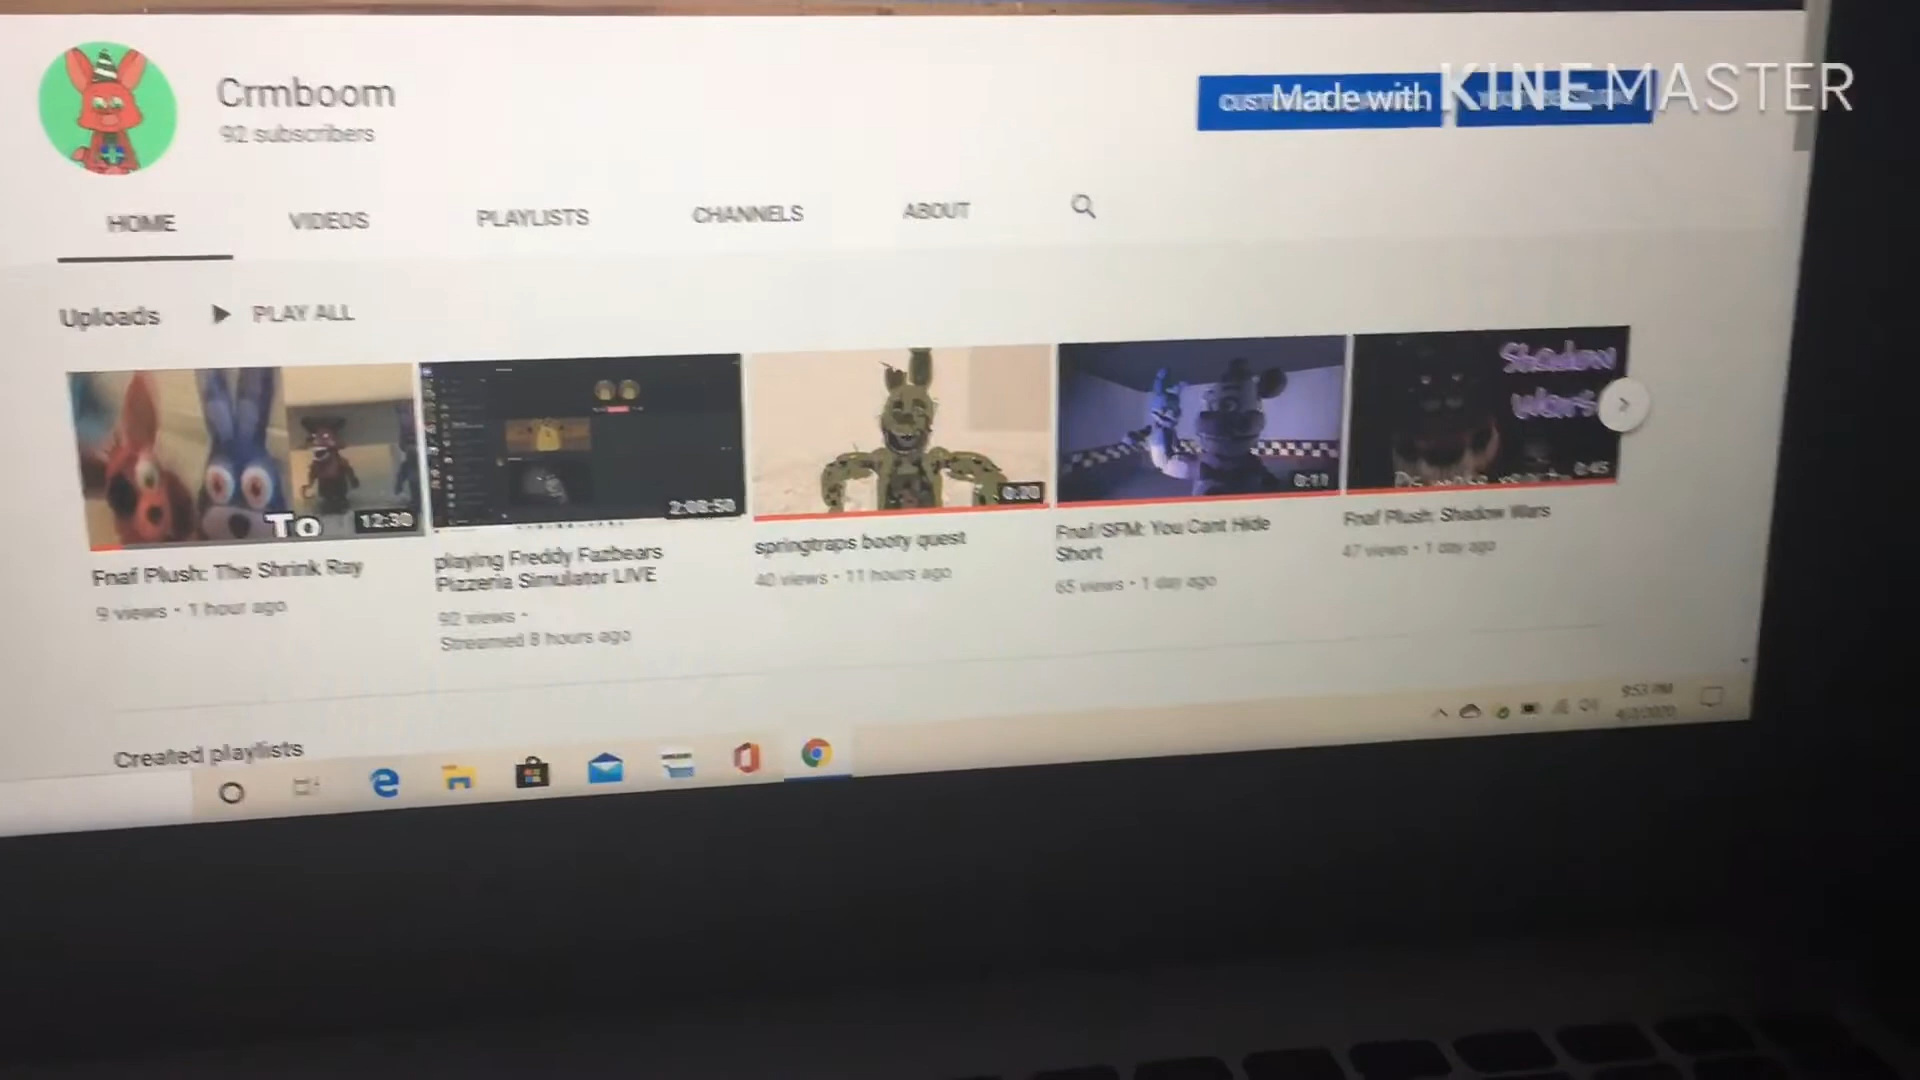 Crmboom
92 subscribers
Made with KINEMASTER
HOME
VIDEOS
PLAYLISTS
CHANNELS
ABOUT
Uploads
PLAY ALL
To
12:30
2:08:50
0:20
0:11
Shadow
Wars
0:45
Fnaf Plush: The Shrink Ray
9 views • 1 hour ago
playing Freddy Fazbears
Pizzeria Simulator LIVE
92 views •
Streamed 8 hours ago
springtraps booty quest
40 views • 11 hours ago
Fnaf/SFM: You Cant Hide
Short
65 views • 1 day ago
Fnaf Plush: Shadow Wars
47 views • 1 day ago
Created playlists
9:53 PM